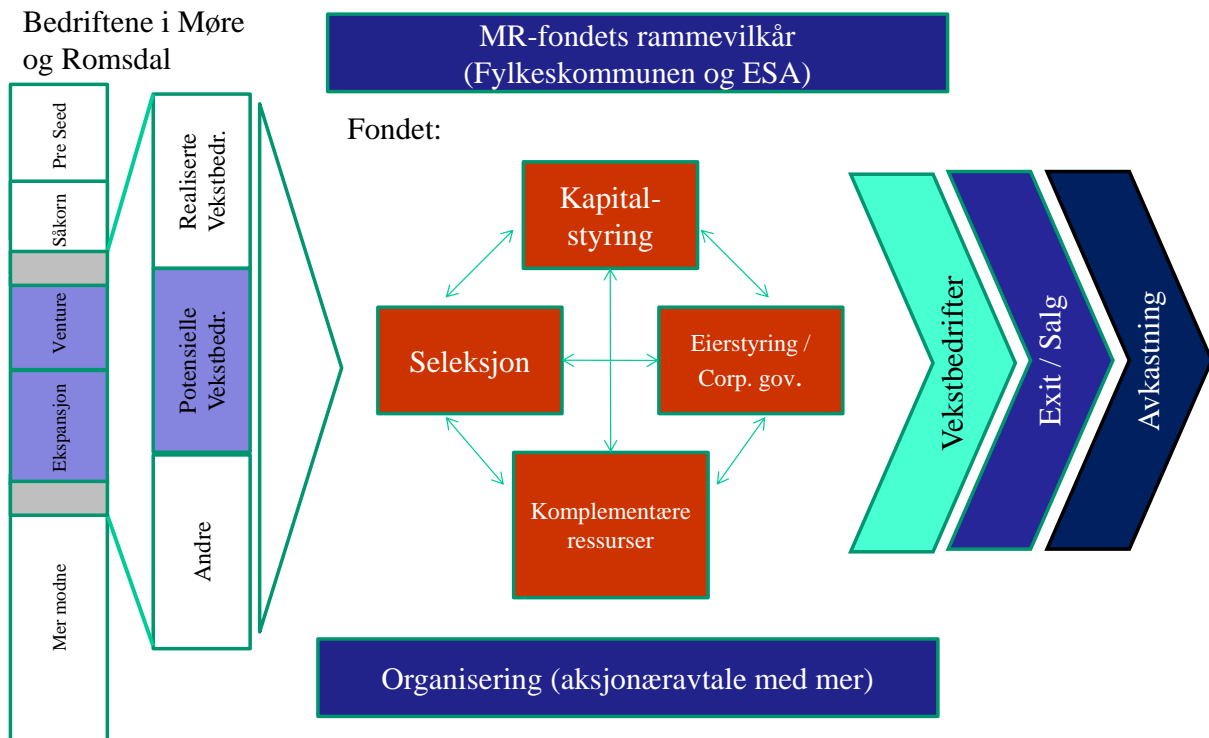 Bedriftene i Møre
og Romsdal
MR-fondets rammevilkår
(Fylkeskommunen og ESA)
Pre Seed
Såkorn
Venture
Ekspansjon
Mer modne
Realiserte
Vekstbedr.
Potensielle
Vekstbedr.
Andre
Fondet:
Kapital-
styring
Seleksjon
Eierstyring /
Corp. gov.
Komplementære
ressurser
Vekstbedrifter
Exit / Salg
Avkastning
Organisering (aksjonæravtale med mer)